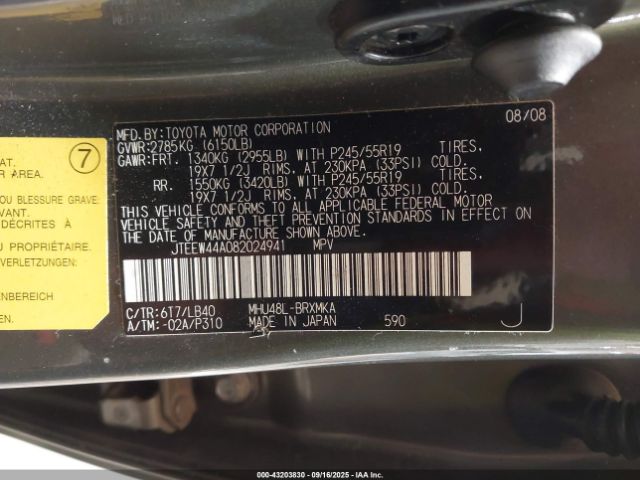 MFD.BY:TOYOTA MOTOR CORPORATION 08/08
GVWR:2785KG (6150LB)
GAWR:FRT. 1340KG (2955LB) WITH P245/55R19 TIRES.
19X7 1/2J RIMS. AT 230KPA (33PSI) COLD
RR. 1550KG (3420LB) WITH P245/55R19 TIRES.
19X7 1/2J RIMS. AT 230KPA (33PSI) COLD
THIS VEHICLE CONFORMS TO ALL APPLICABLE FEDERAL MOTOR
VEHICLE SAFETY AND THEFT PREVENTION STANDARDS IN EFFECT ON
THE DATE OF MANUFACTURE SHOWN ABOVE.
JTEEW44A082024941 MPV
C/TR:6T7/LB40 MHU48L-BRXMKA
A/TM:-02A/P310 MADE IN JAPAN 590 J
7
AT.
R AREA.
OU BLESSURE GRAVE:
VANT.
DÉCERLÉE
U PROPIÉTAIRE.
VERLETZUNGEN.
ENBEREICHEN
000-43203830 - 09/16/2025 - IAA, Inc.